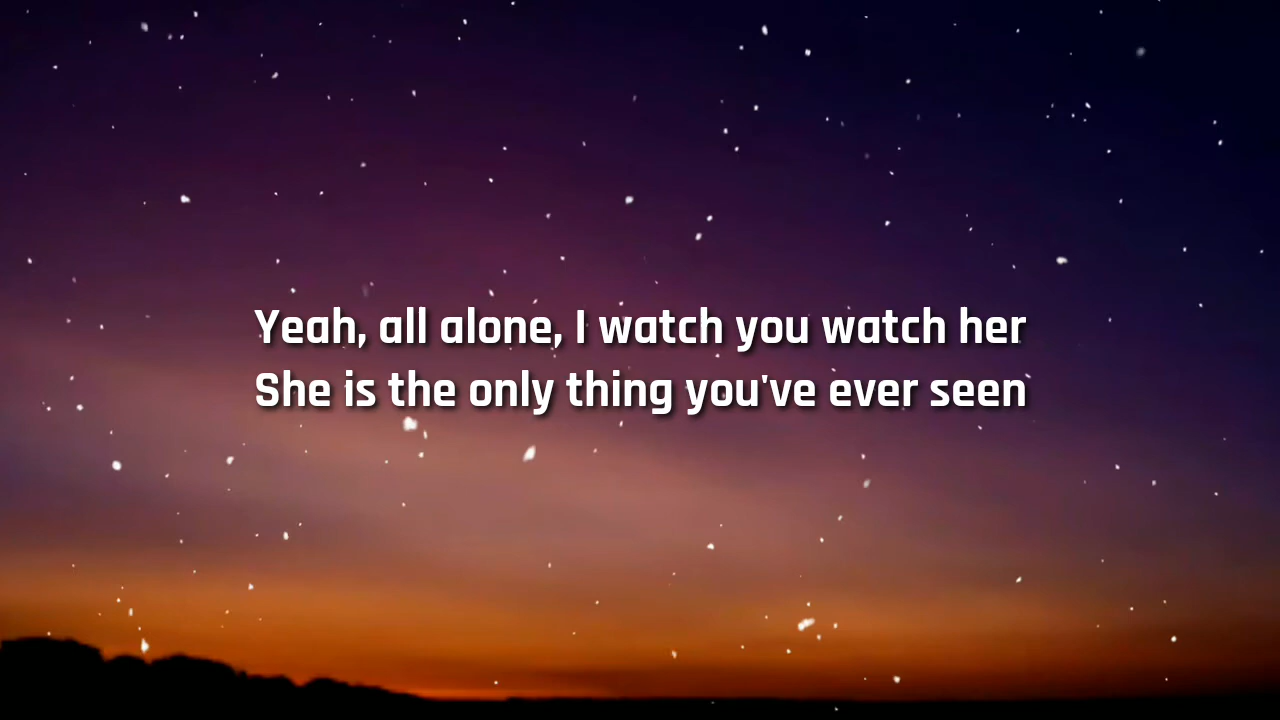 Yeah, all alone, I watch you watch her
She is the only thing you've ever seen